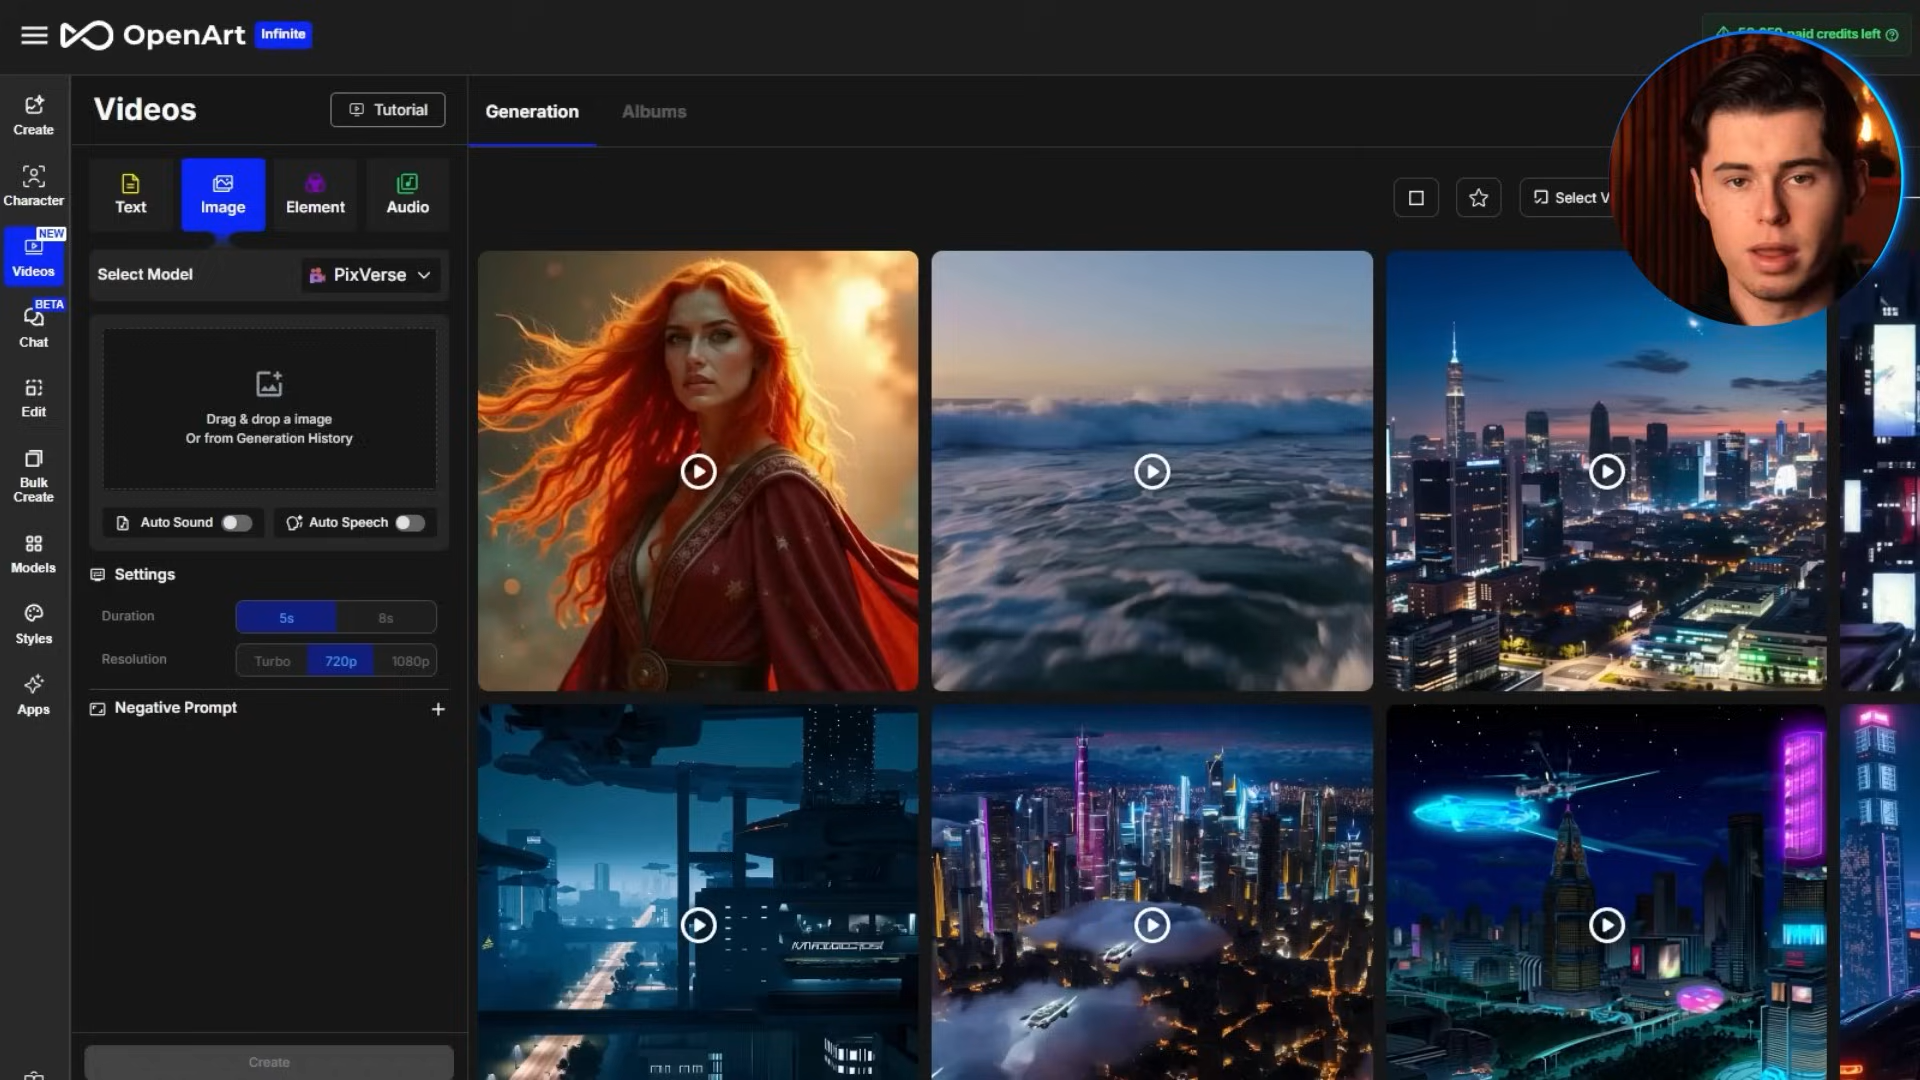 OpenArt Infinite
paid credits left
Create
Character
NEW
Videos
BETA
Chat
Edit
Bulk
Create
Models
Styles
Apps
Videos
Tutorial
Text
Image
Element
Audio
Select Model
PixVerse
Drag & drop a image
Or from Generation History
Auto Sound
Auto Speech
Settings
Duration
5s
8s
Resolution
Turbo
720p
1080p
Negative Prompt
Create
Generation
Albums
Select V